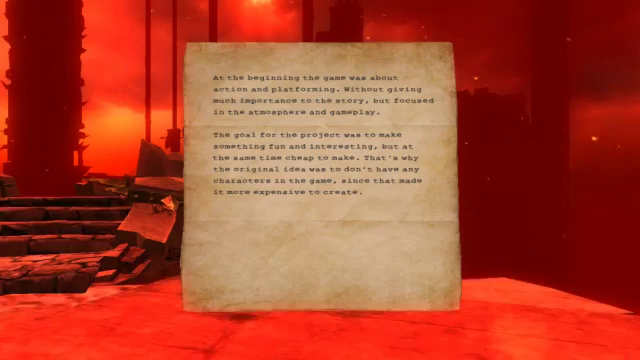 At the beginning the game was about
action and platforming. Without giving
much importance to the story, but focused
in the atmosphere and gameplay.
The goal for the project was to make
something fun and interesting, but at
the same time cheap to make. That's why
the original idea was to don't have any
characters in the game, since that made
it more expensive to create.